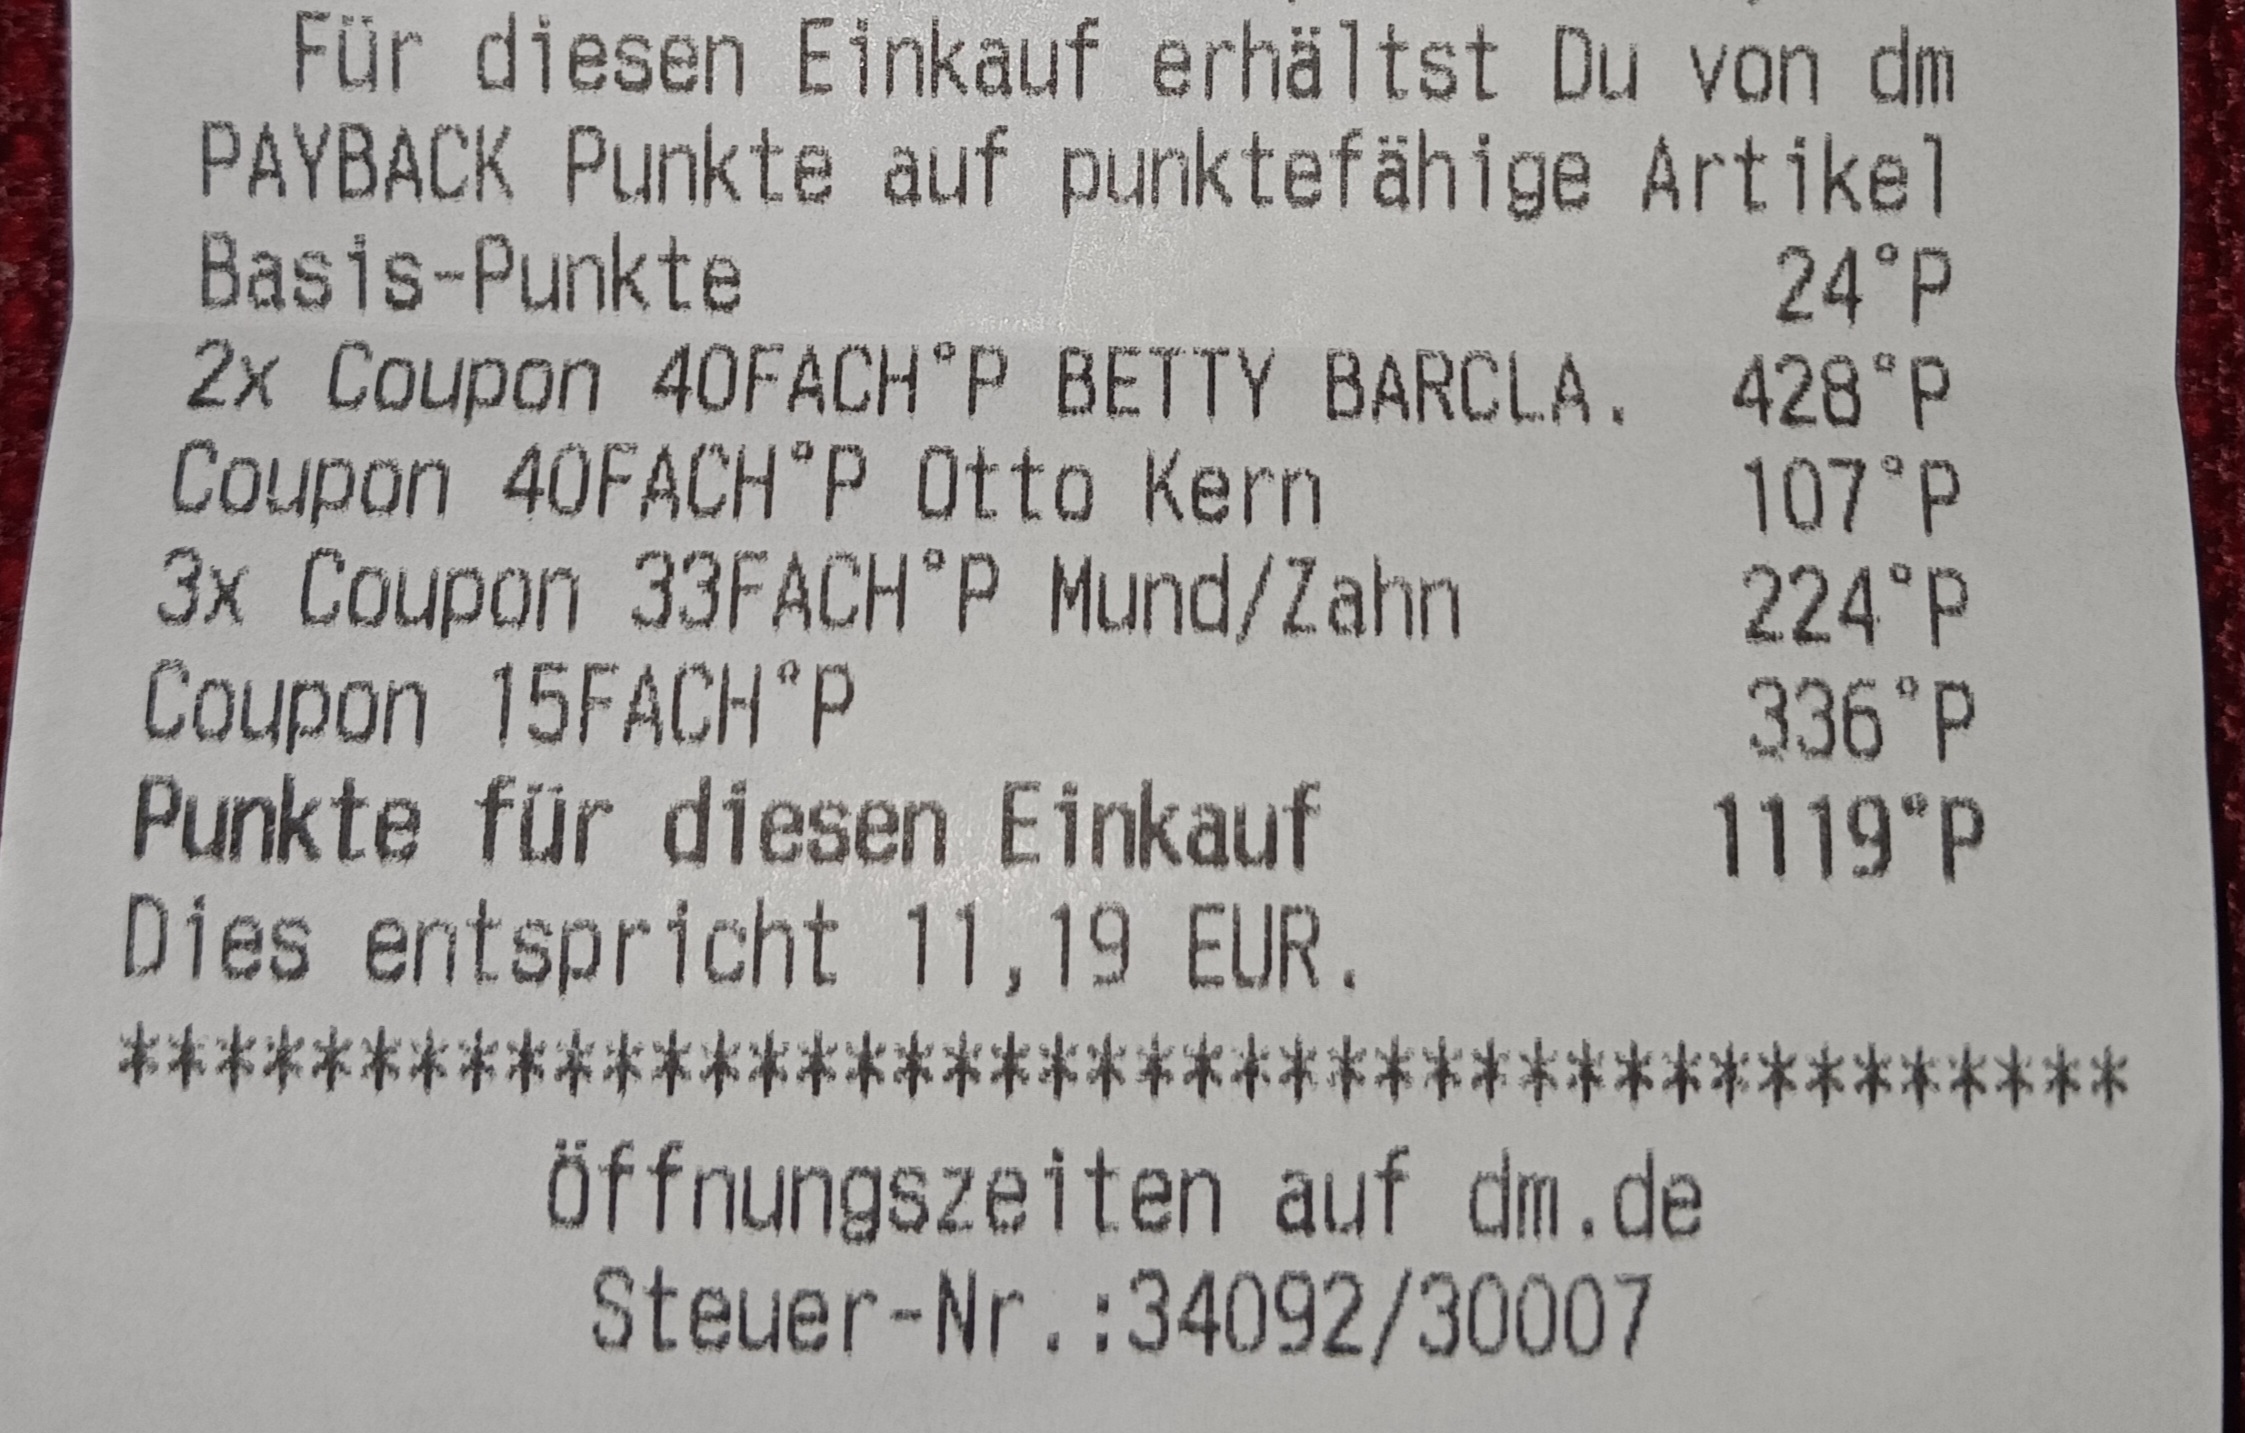 Für diesen Einkauf erhältst Du von dm
PAYBACK Punkte auf punktefähige Artikel
Basis-Punkte 24°P
2x Coupon 40FACH°P BETTY BARCLA. 428°P
Coupon 40FACH°P Otto Kern 107°P
3x Coupon 33FACH°P Mund/Zahn 224°P
Coupon 15FACH°P 336°P
Punkte für diesen Einkauf 1119°P
Dies entspricht 11,19 EUR.
******************************************
Öffnungszeiten auf dm.de
Steuer-Nr.:34092/30007